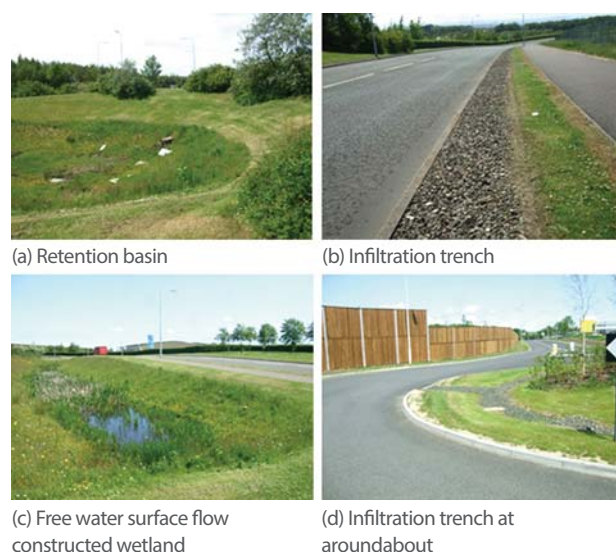 (a) Retention basin
(b) Infiltration trench
(c) Free water surface flow
constructed wetland
(d) Infiltration trench at
aroundabout